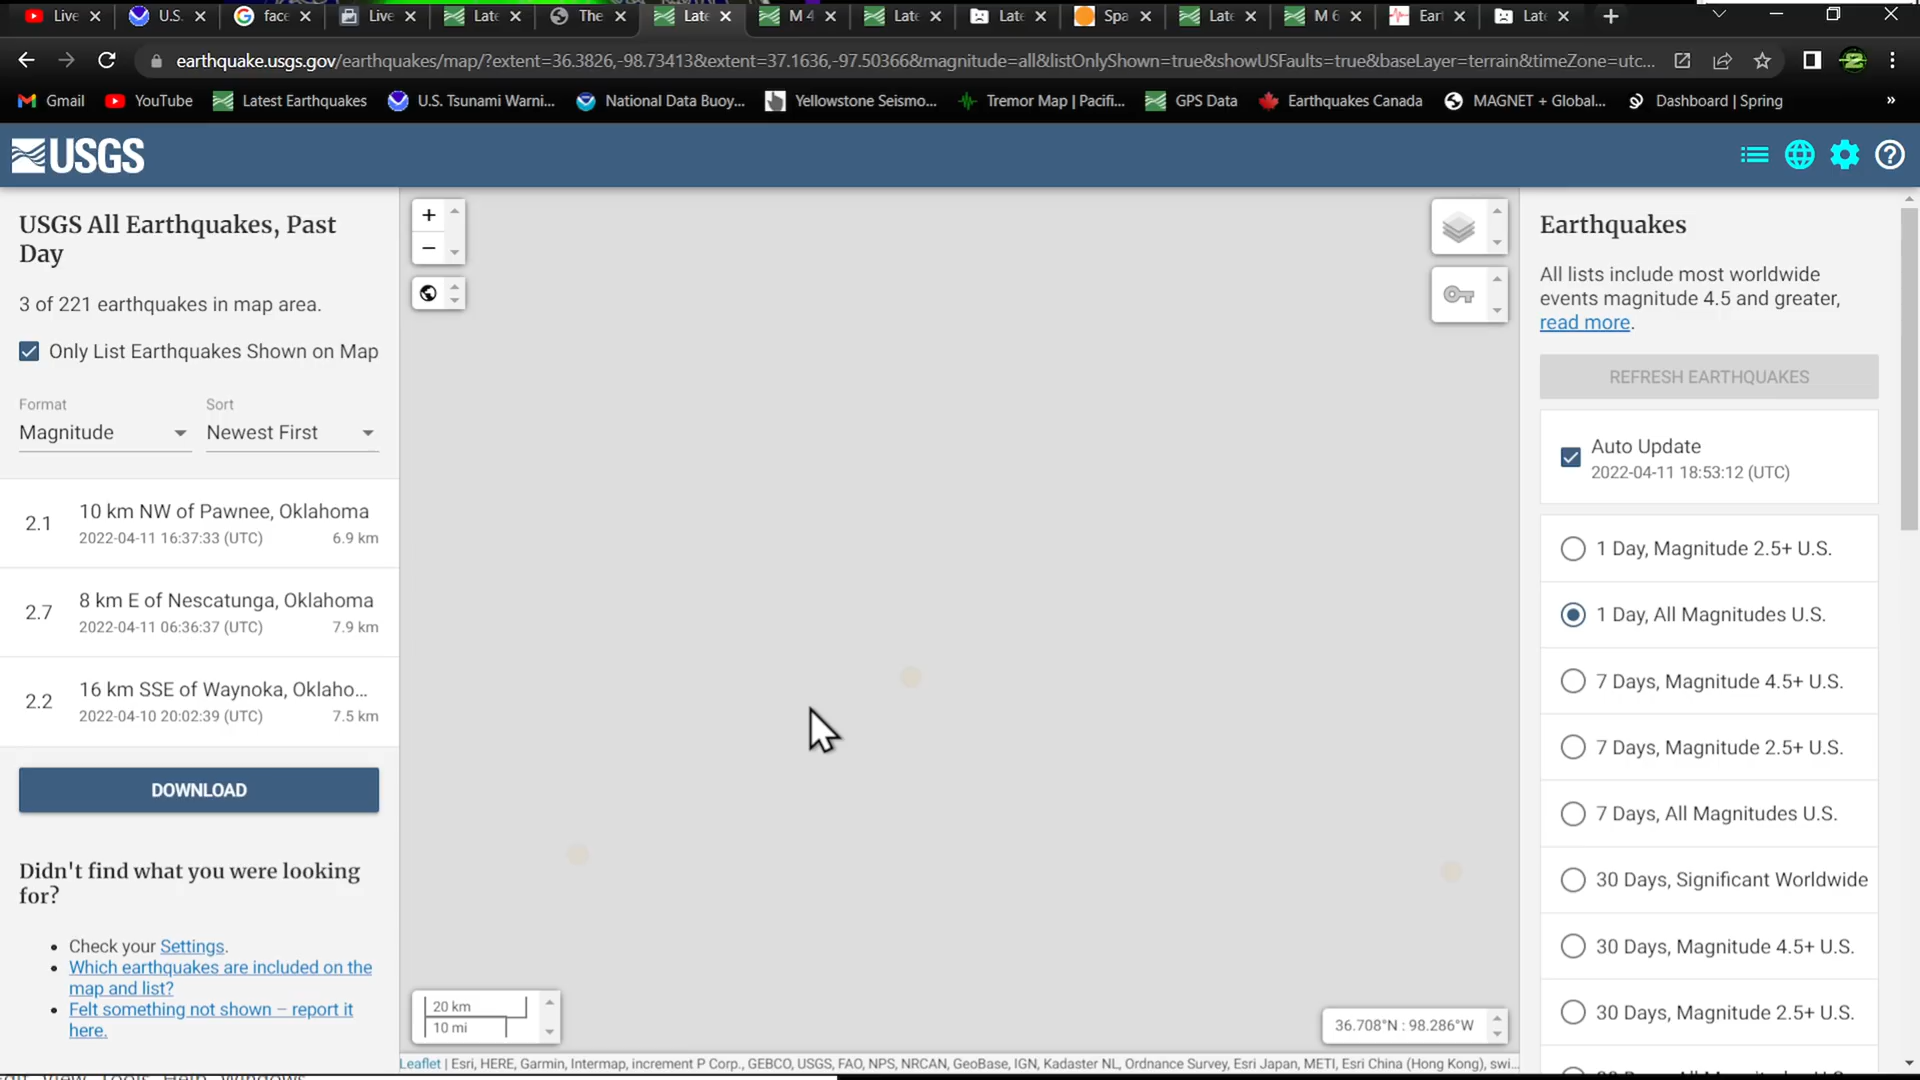 Live
U.S.
face
Live
Late
The
Late
M 4
Late
Late
Spa
Late
M 6
Eart
Late
earthquake.usgs.gov/earthquakes/map/?extent=36.3826,-98.73413&extent=37.1636,-97.50366&magnitude=all&listOnlyShown=true&showUSFaults=true&baseLayer=terrain&timeZone=utc...
Gmail
YouTube
Latest Earthquakes
U.S. Tsunami Warni...
National Data Buoy...
Yellowstone Seismo...
Tremor Map | Pacifi...
GPS Data
Earthquakes Canada
MAGNET + Global...
Dashboard | Spring
»
USGS
USGS All Earthquakes, Past
Day
3 of 221 earthquakes in map area.
Only List Earthquakes Shown on Map
Format
Sort
Magnitude
Newest First
2.1
10 km NW of Pawnee, Oklahoma
2022-04-11 16:37:33 (UTC)
6.9 km
2.7
8 km E of Nescatunga, Oklahoma
2022-04-11 06:36:37 (UTC)
7.9 km
2.2
16 km SSE of Waynoka, Oklaho...
2022-04-10 20:02:39 (UTC)
7.5 km
DOWNLOAD
Didn't find what you were looking
for?
Check your Settings.
Which earthquakes are included on the
map and list?
Felt something not shown – report it
here.
+
−
20 km
10 mi
36.708°N : 98.286°W
Leaflet | Esri, HERE, Garmin, Intermap, increment P Corp., GEBCO, USGS, FAO, NPS, NRCAN, GeoBase, IGN, Kadaster NL, Ordnance Survey, Esri Japan, METI, Esri China (Hong Kong), swi...
Earthquakes
All lists include most worldwide
events magnitude 4.5 and greater,
read more.
REFRESH EARTHQUAKES
Auto Update
2022-04-11 18:53:12 (UTC)
1 Day, Magnitude 2.5+ U.S.
1 Day, All Magnitudes U.S.
7 Days, Magnitude 4.5+ U.S.
7 Days, Magnitude 2.5+ U.S.
7 Days, All Magnitudes U.S.
30 Days, Significant Worldwide
30 Days, Magnitude 4.5+ U.S.
30 Days, Magnitude 2.5+ U.S.